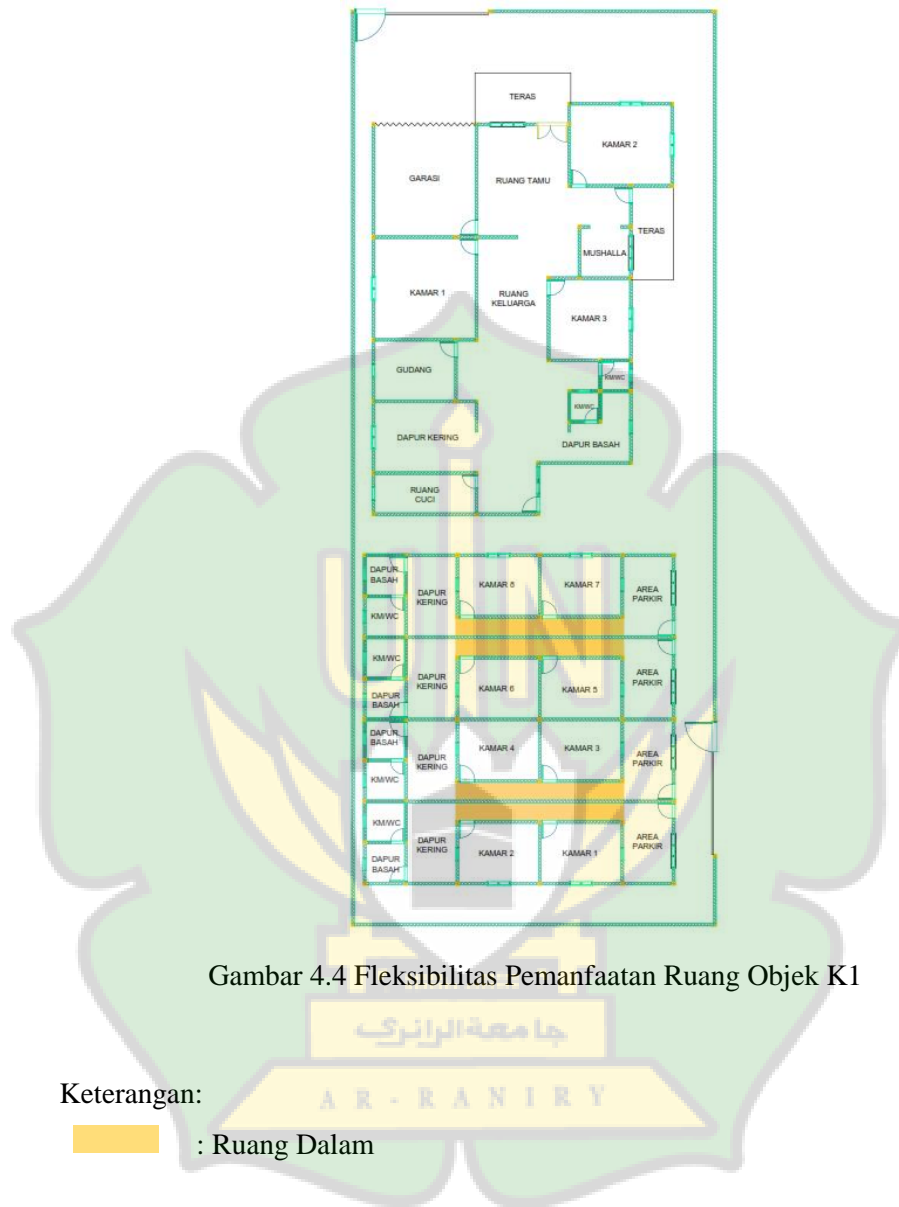 TERAS
KAMAR 2
GARASI
RUANG TAMU
TERAS
MUSHALLA
KAMAR 1
RUANG
KELUARGA
KAMAR 3
GUDANG
KM/WC
KM/WC
DAPUR KERING
DAPUR BASAH
RUANG
CUCI
DAPUR
BASAH
DAPUR
KERING
KAMAR 8
KAMAR 7
AREA
PARKIR
KM/WC
KM/WC
DAPUR
KERING
KAMAR 6
KAMAR 5
AREA
PARKIR
DAPUR
BASAH
DAPUR
BASAH
DAPUR
KERING
KAMAR 4
KAMAR 3
AREA
PARKIR
KM/WC
KM/WC
DAPUR
KERING
KAMAR 2
KAMAR 1
AREA
PARKIR
DAPUR
BASAH
UIN
Gambar 4.4 Fleksibilitas Pemanfaatan Ruang Objek K1
جامعة الرانري
AR-RANIRY
Keterangan:
: Ruang Dalam